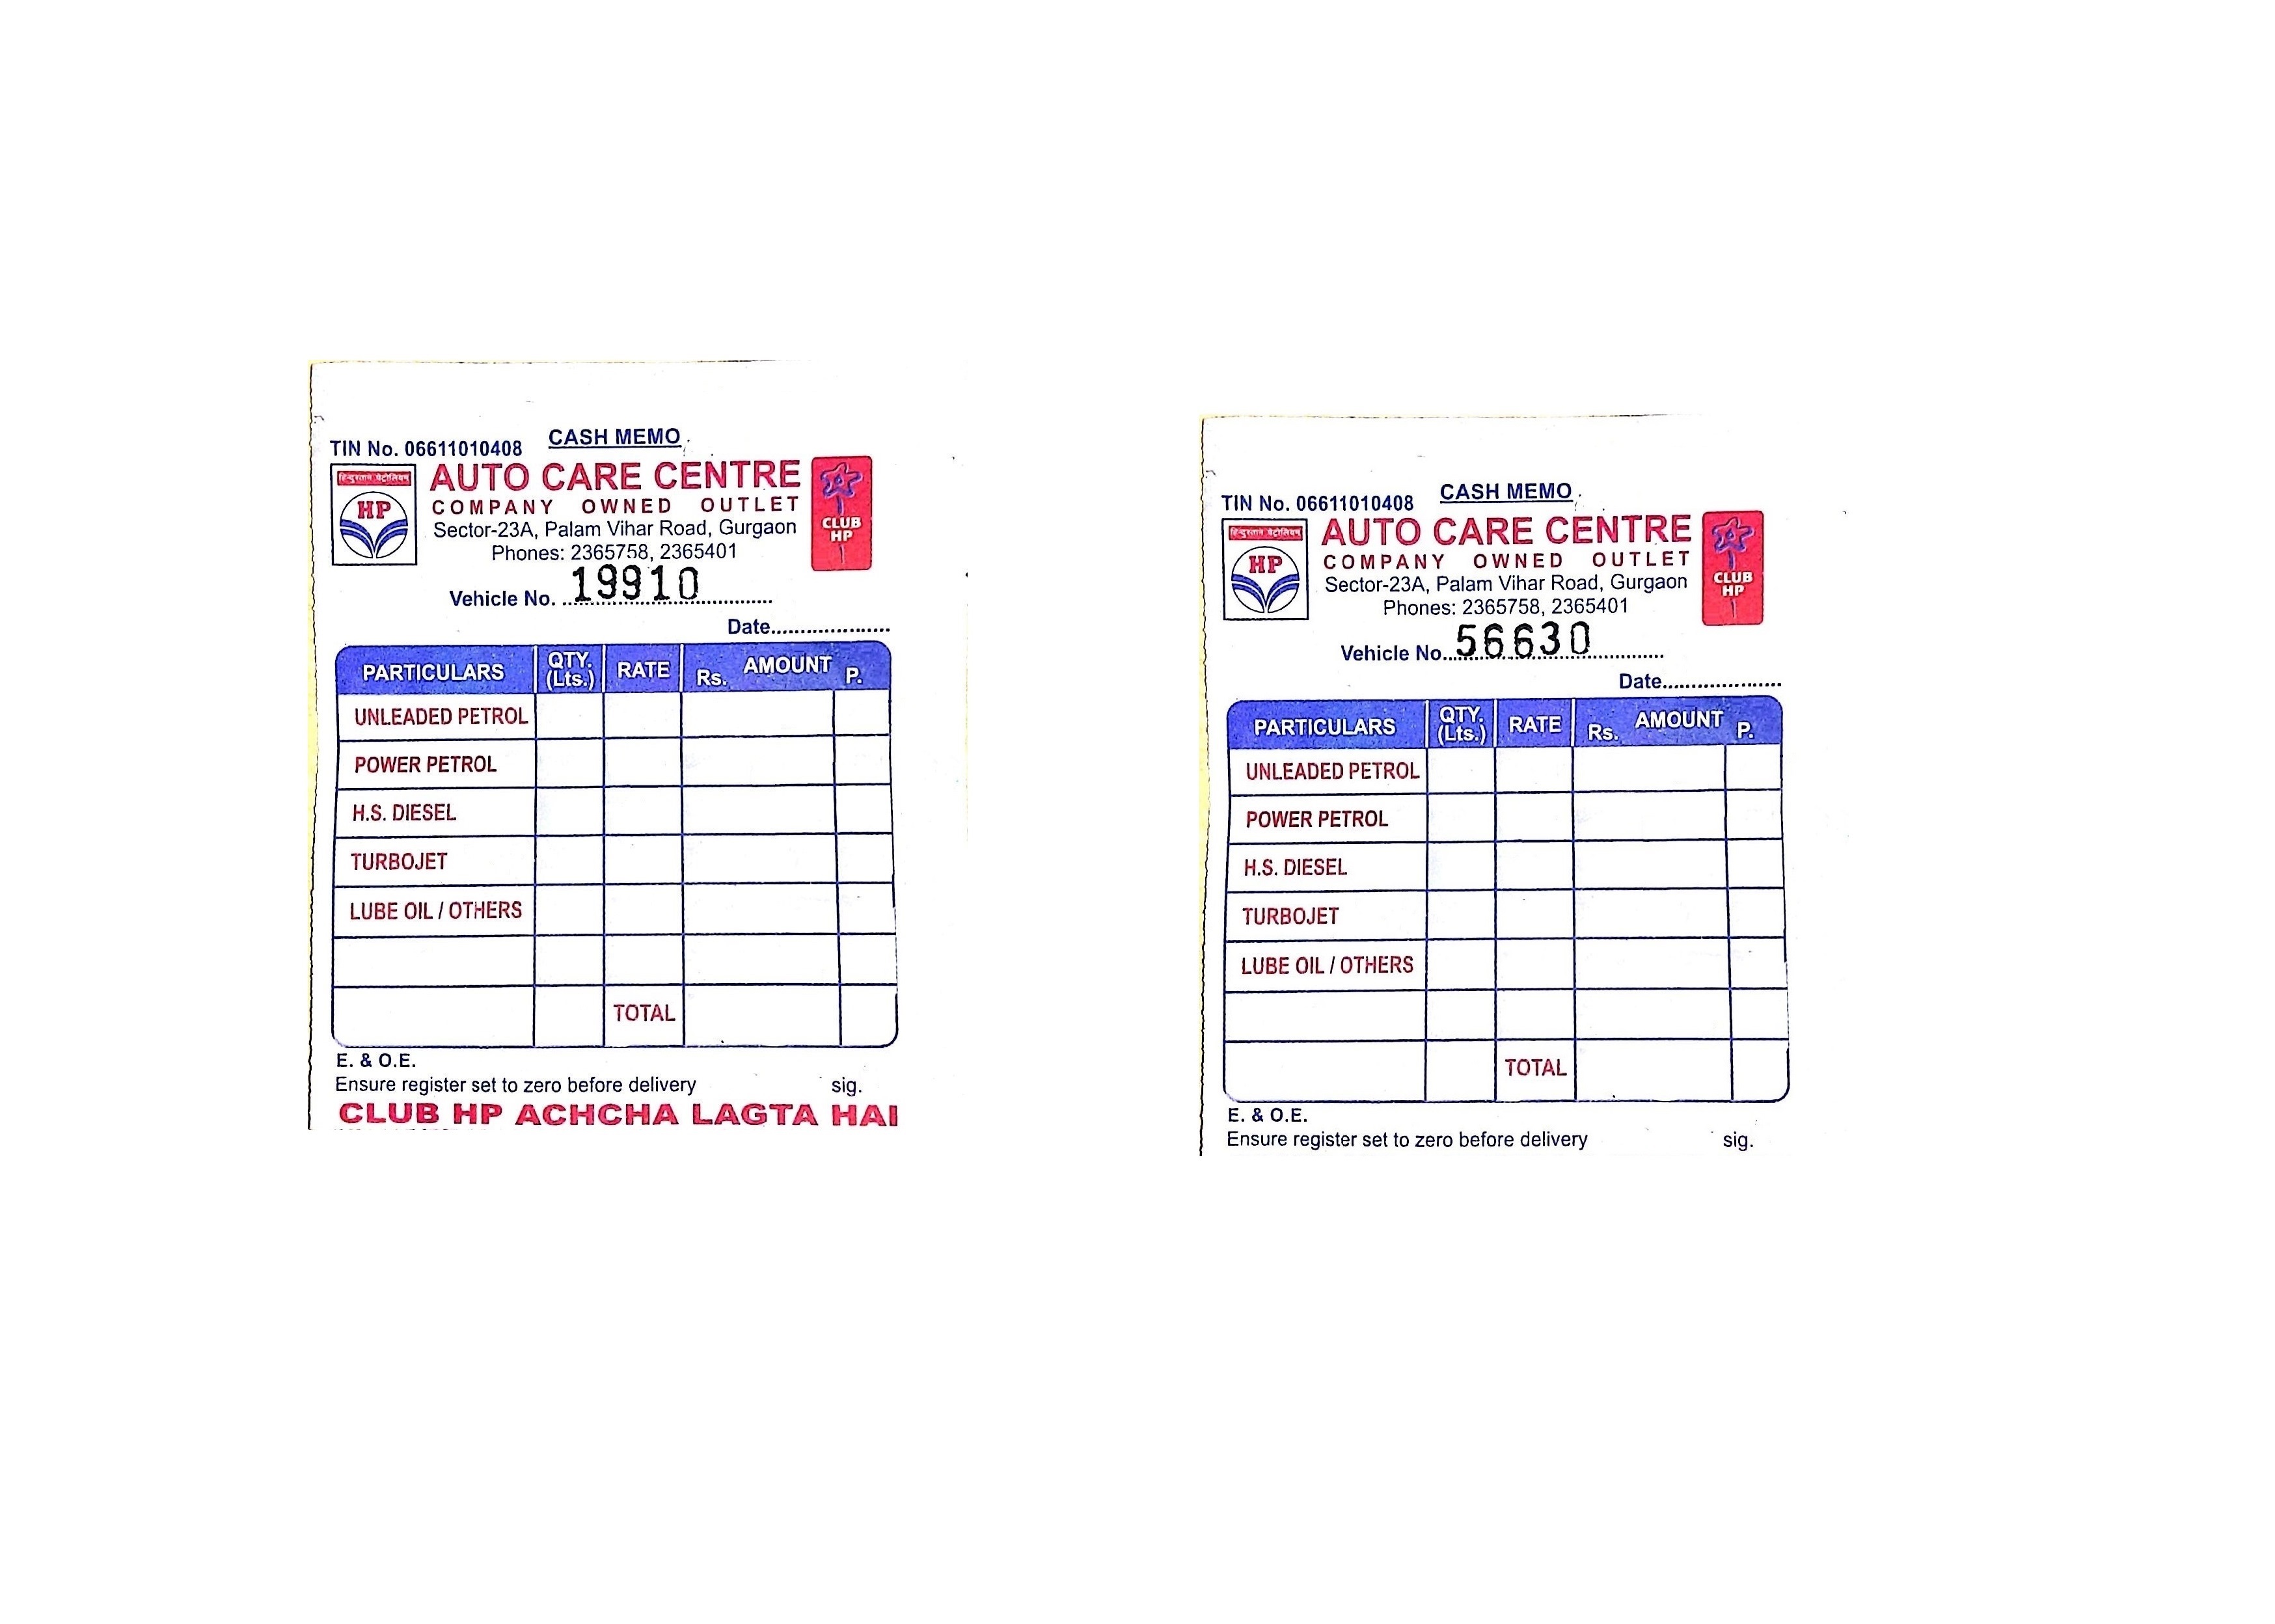 CASH MEMO
TIN No. 06611010408
हिन्दुस्तान पेट्रोलियम
HP
AUTO CARE CENTRE
COMPANY OWNED OUTLET
Sector-23A, Palam Vihar Road, Gurgaon
Phones: 2365758, 2365401
CLUB
HP
Vehicle No. 19910
Date....................
PARTICULARS QTY. (Lts.) RATE AMOUNT Rs. P.
UNLEADED PETROL
POWER PETROL
H.S. DIESEL
TURBOJET
LUBE OIL / OTHERS
TOTAL
E. & O.E.
Ensure register set to zero before delivery sig.
CLUB HP ACHCHA LAGTA HAI
CASH MEMO
TIN No. 06611010408
हिन्दुस्तान पेट्रोलियम
HP
AUTO CARE CENTRE
COMPANY OWNED OUTLET
Sector-23A, Palam Vihar Road, Gurgaon
Phones: 2365758, 2365401
CLUB
HP
Vehicle No. 56630
Date....................
PARTICULARS QTY. (Lts.) RATE AMOUNT Rs. P.
UNLEADED PETROL
POWER PETROL
H.S. DIESEL
TURBOJET
LUBE OIL / OTHERS
TOTAL
E. & O.E.
Ensure register set to zero before delivery sig.